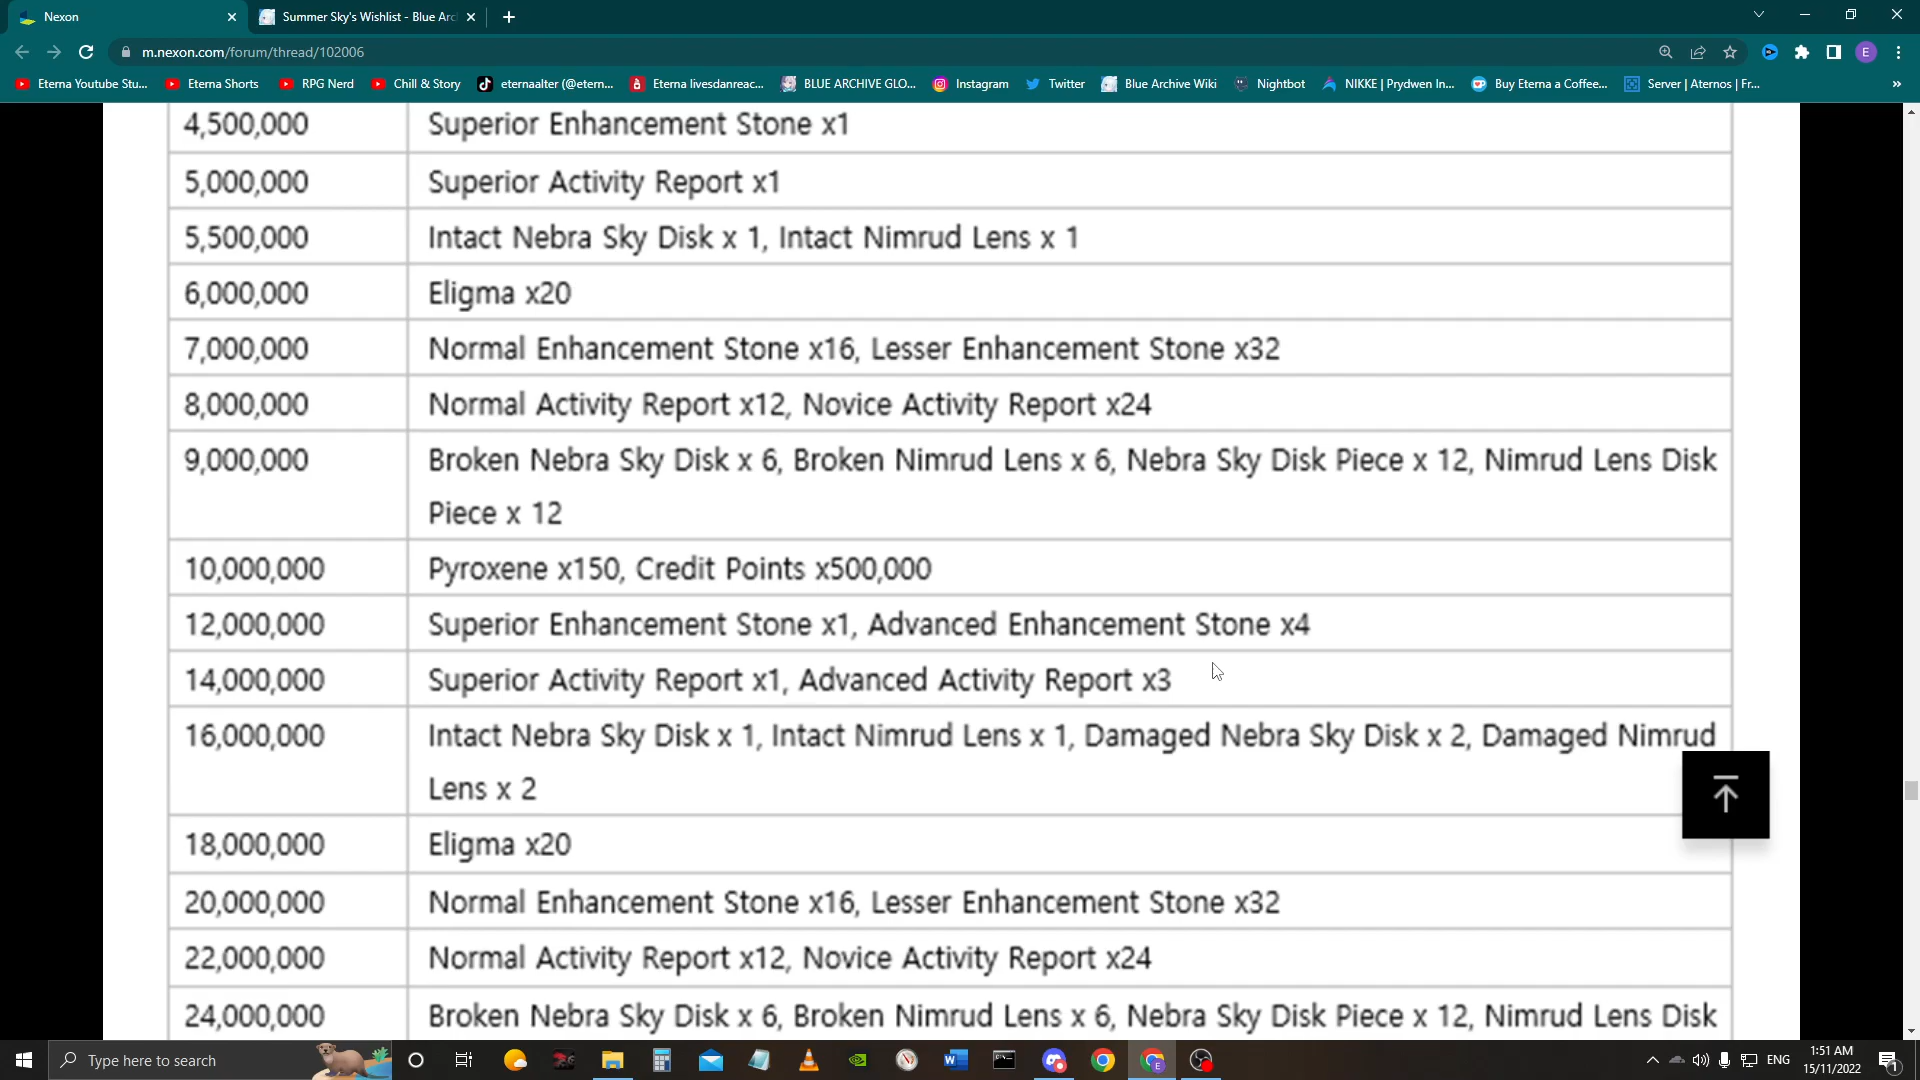 Nexon
Summer Sky's Wishlist - Blue Arc
m.nexon.com/forum/thread/102006
E
Eterna Youtube Stu...
Eterna Shorts
RPG Nerd
Chill & Story
eternaalter (@etern...
Eterna livesdanreac...
BLUE ARCHIVE GLO...
Instagram
Twitter
Blue Archive Wiki
Nightbot
NIKKE | Prydwen In...
Buy Eterna a Coffee...
Server | Aternos | Fr...
»
4,500,000 Superior Enhancement Stone x1
5,000,000 Superior Activity Report x1
5,500,000 Intact Nebra Sky Disk x 1, Intact Nimrud Lens x 1
6,000,000 Eligma x20
7,000,000 Normal Enhancement Stone x16, Lesser Enhancement Stone x32
8,000,000 Normal Activity Report x12, Novice Activity Report x24
9,000,000 Broken Nebra Sky Disk x 6, Broken Nimrud Lens x 6, Nebra Sky Disk Piece x 12, Nimrud Lens Disk
Piece x 12
10,000,000 Pyroxene x150, Credit Points x500,000
12,000,000 Superior Enhancement Stone x1, Advanced Enhancement Stone x4
14,000,000 Superior Activity Report x1, Advanced Activity Report x3
16,000,000 Intact Nebra Sky Disk x 1, Intact Nimrud Lens x 1, Damaged Nebra Sky Disk x 2, Damaged Nimrud
Lens x 2
18,000,000 Eligma x20
20,000,000 Normal Enhancement Stone x16, Lesser Enhancement Stone x32
22,000,000 Normal Activity Report x12, Novice Activity Report x24
24,000,000 Broken Nebra Sky Disk x 6, Broken Nimrud Lens x 6, Nebra Sky Disk Piece x 12, Nimrud Lens Disk
Type here to search
ENG
1:51 AM
15/11/2022
1